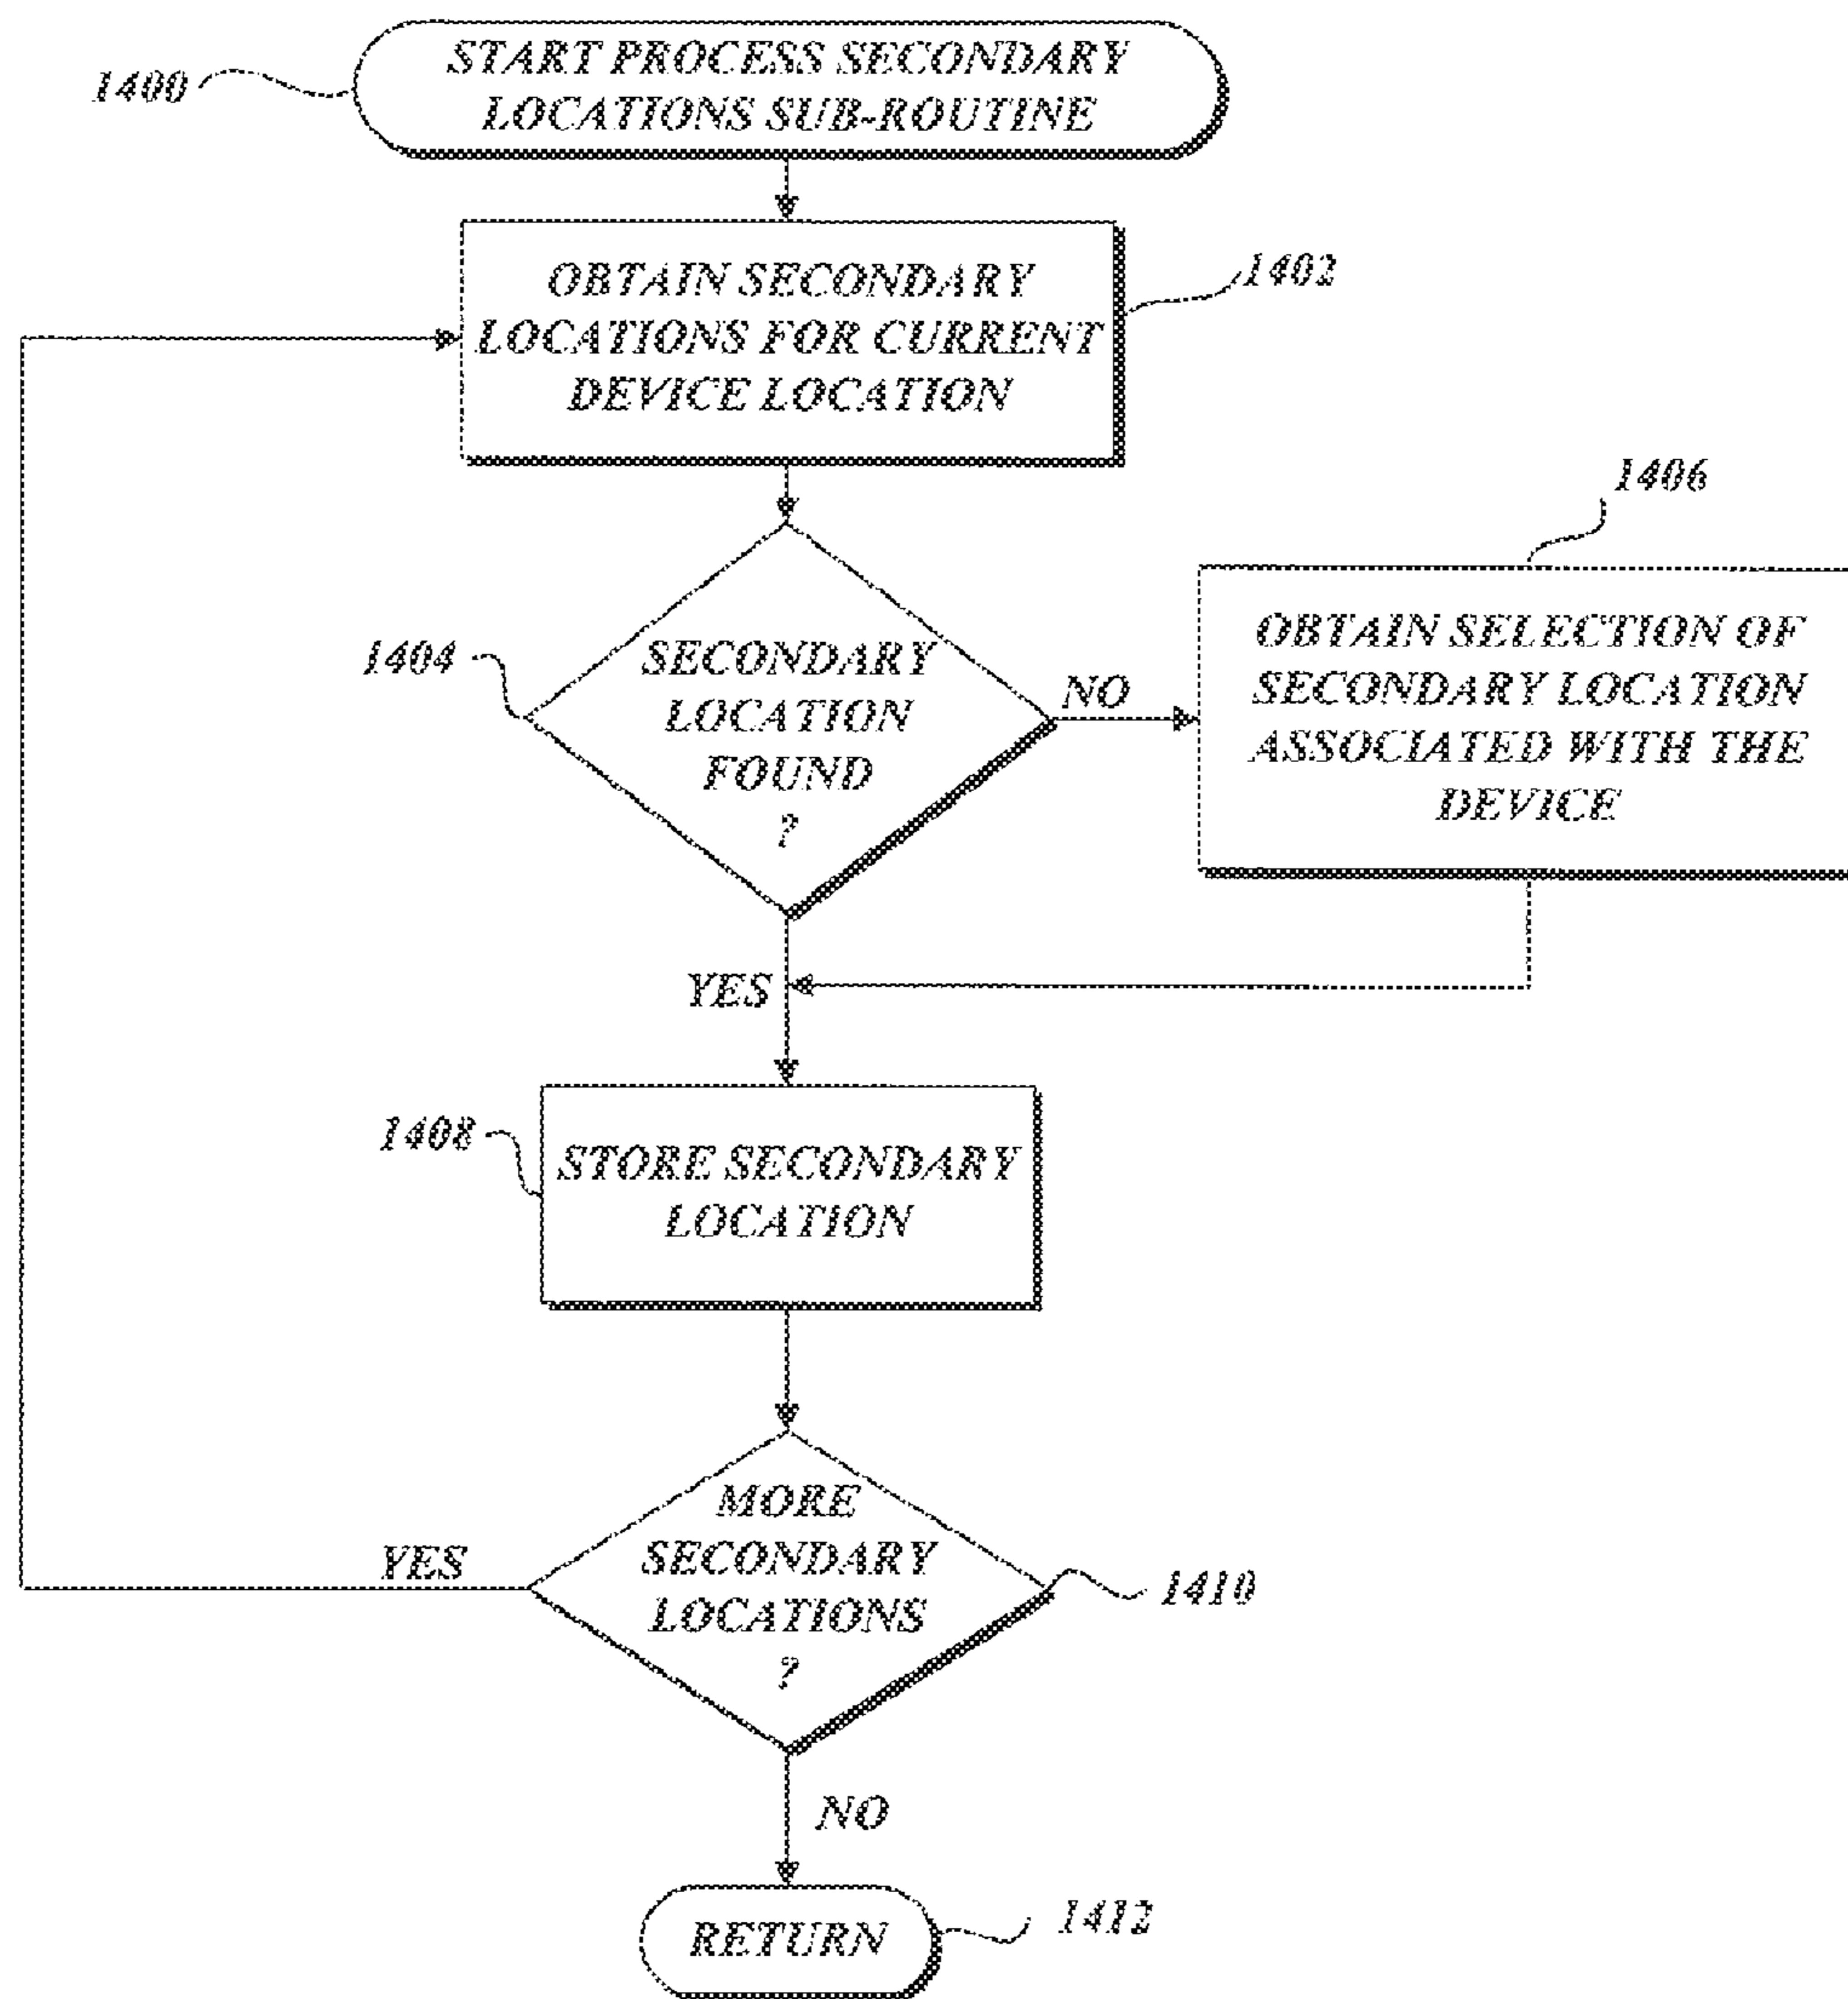 1400
START PROCESS SECONDARY
LOCATIONS SUB-ROUTINE
1402
OBTAIN SECONDARY
LOCATIONS FOR CURRENT
DEVICE LOCATION
1404
SECONDARY
LOCATION
FOUND
?
NO
1406
OBTAIN SELECTION OF
SECONDARY LOCATION
ASSOCIATED WITH THE
DEVICE
YES
1408
STORE SECONDARY
LOCATION
MORE
SECONDARY
LOCATIONS
?
YES
1410
NO
RETURN
1412